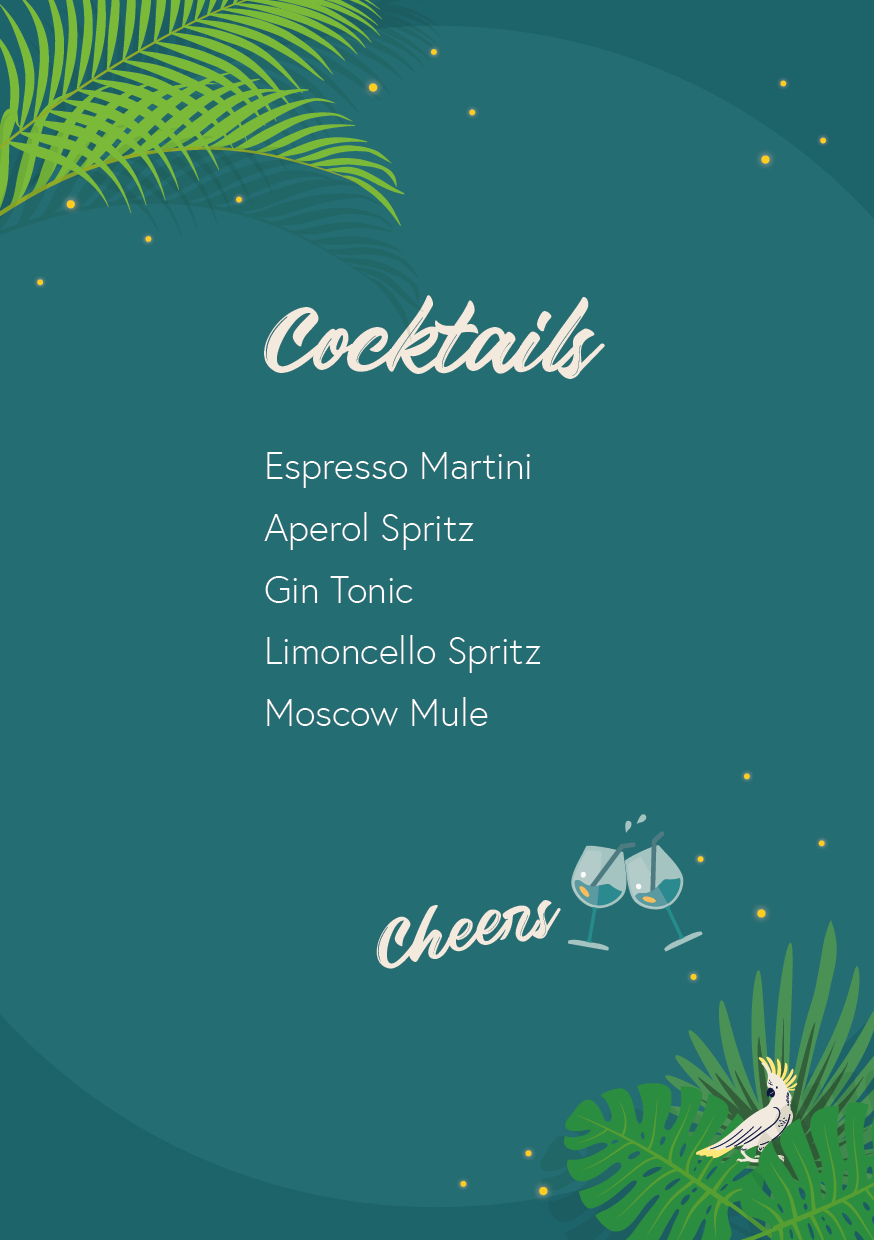 Cocktails
Espresso Martini
Aperol Spritz
Gin Tonic
Limoncello Spritz
Moscow Mule
Cheers